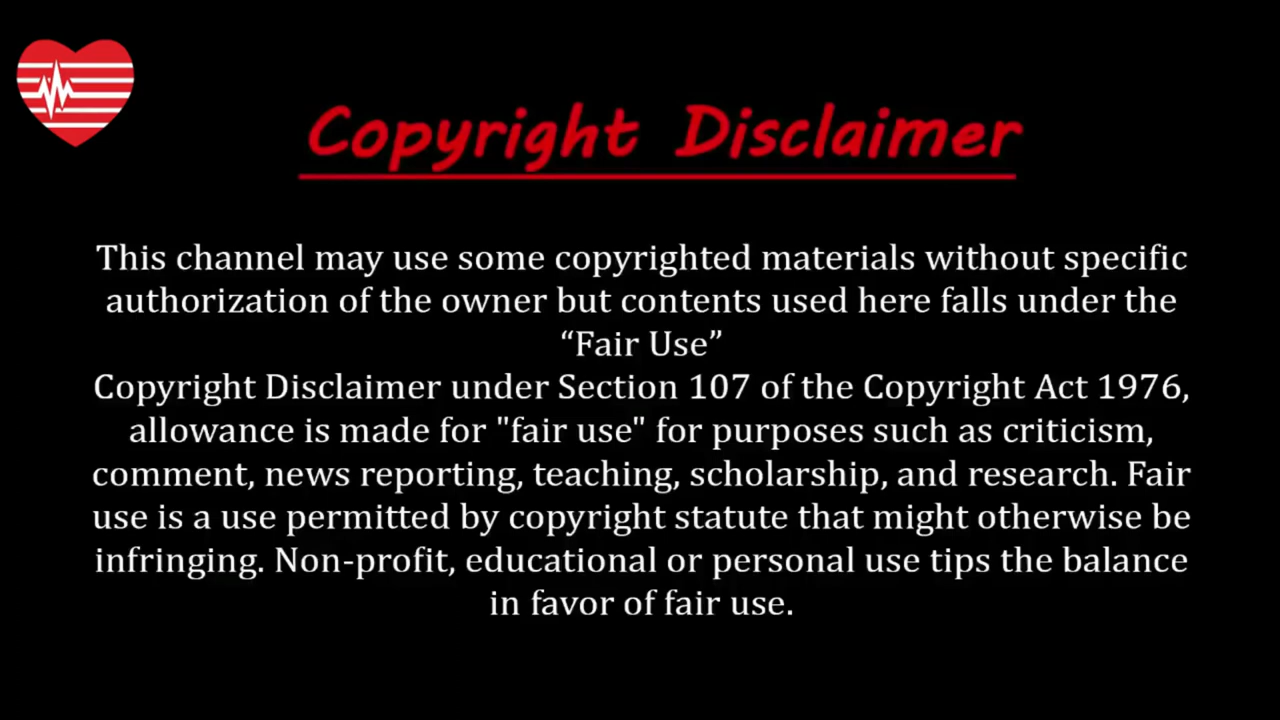 Copyright Disclaimer
This channel may use some copyrighted materials without specific
authorization of the owner but contents used here falls under the
“Fair Use”
Copyright Disclaimer under Section 107 of the Copyright Act 1976,
allowance is made for "fair use" for purposes such as criticism,
comment, news reporting, teaching, scholarship, and research. Fair
use is a use permitted by copyright statute that might otherwise be
infringing. Non-profit, educational or personal use tips the balance
in favor of fair use.